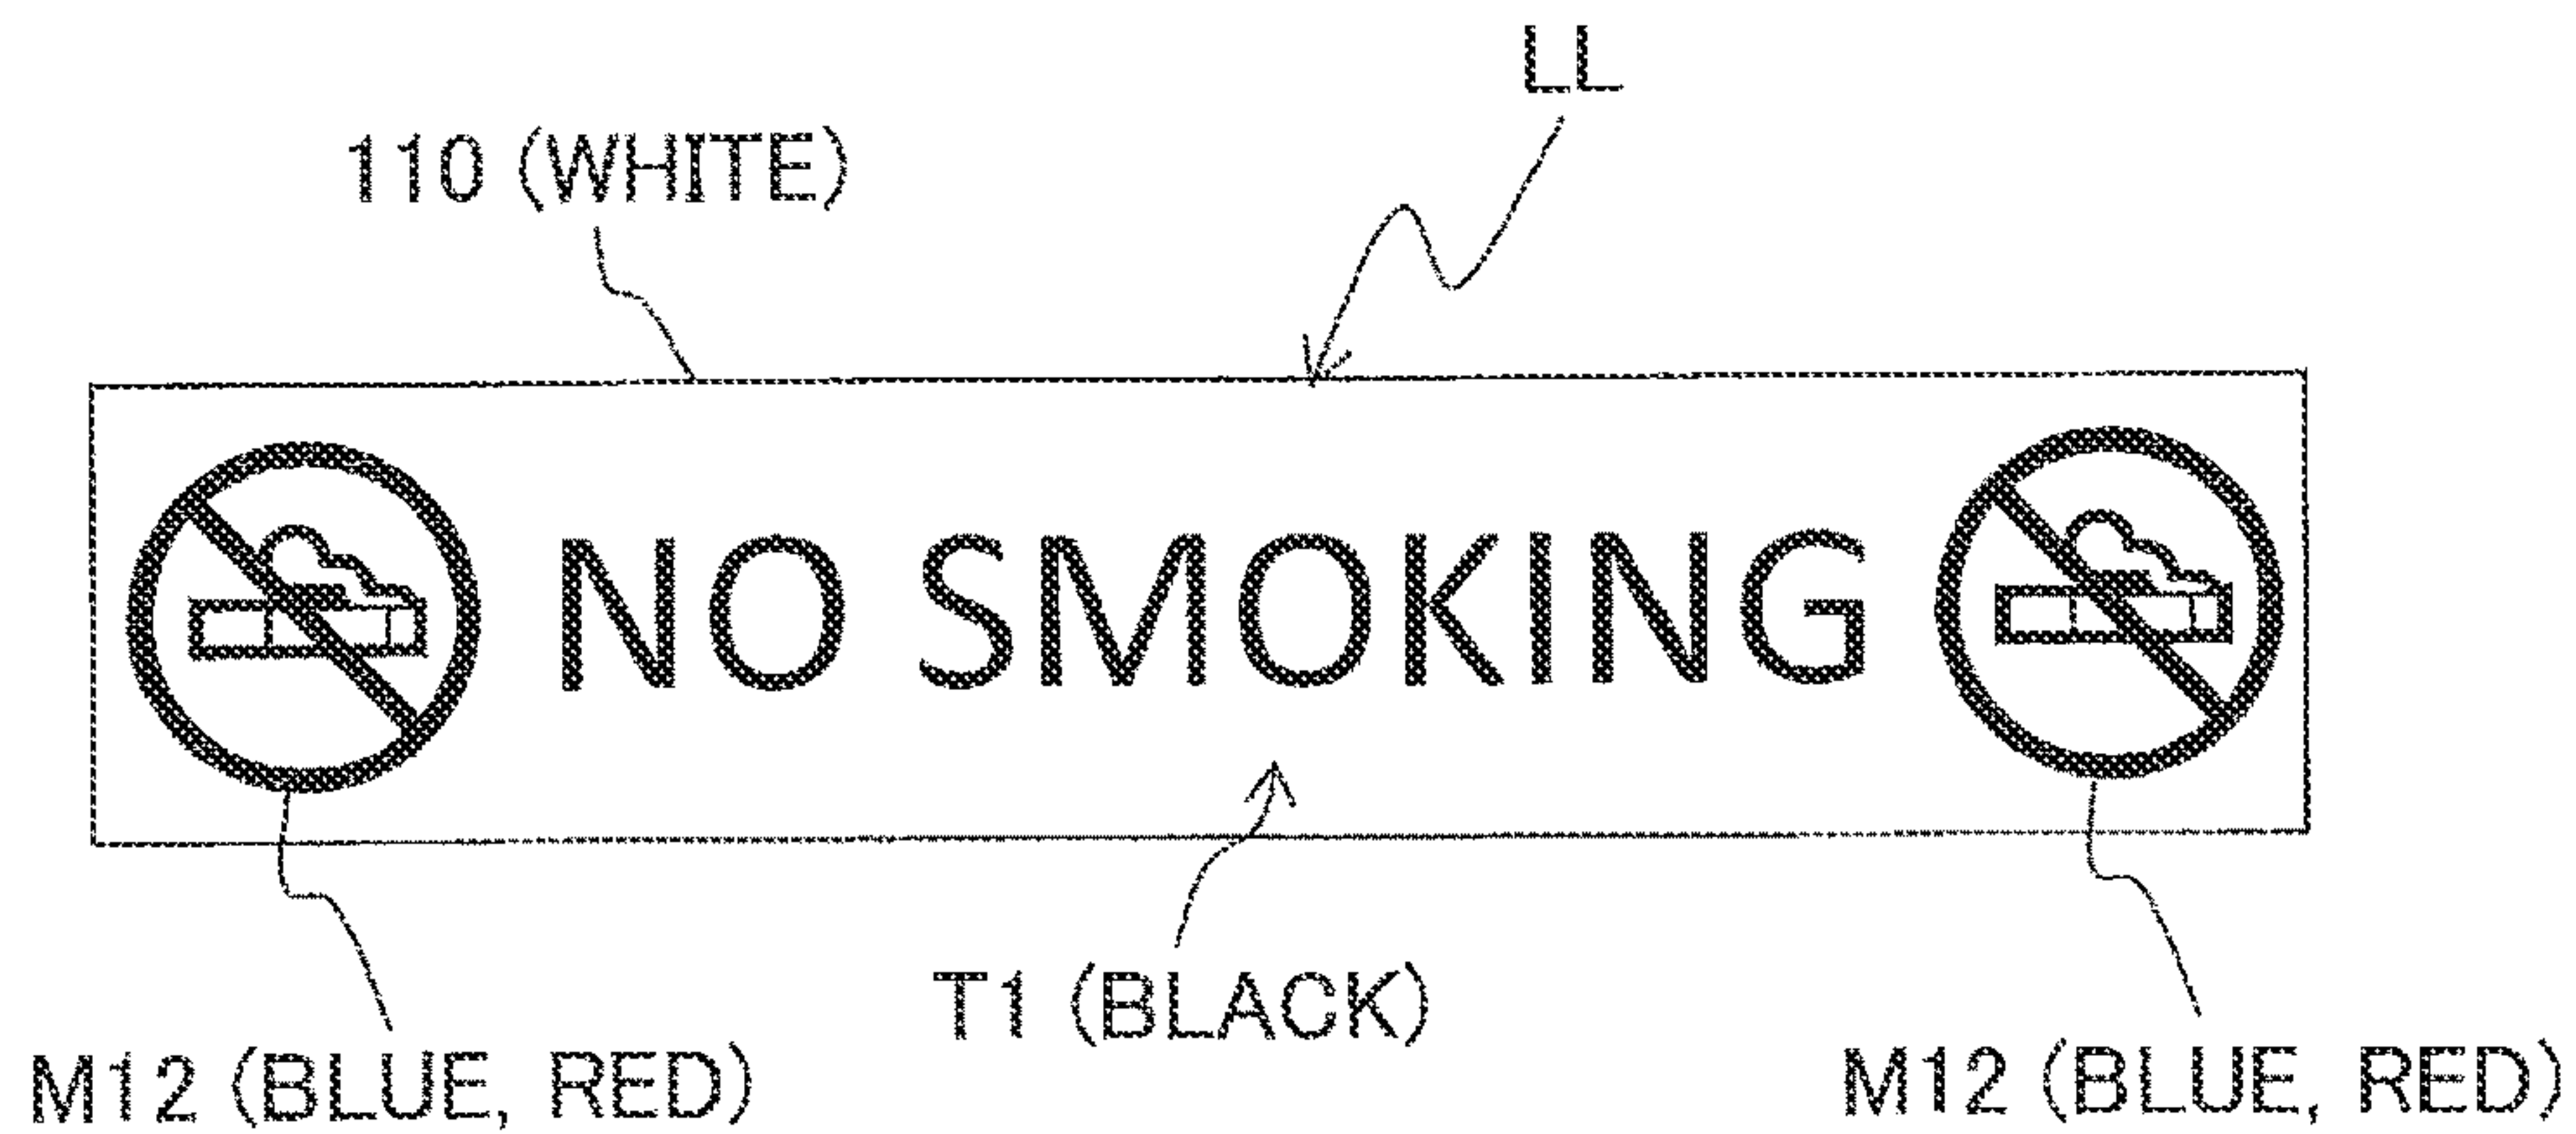 LL
110 (WHITE)
NO SMOKING
T1 (BLACK)
M12 (BLUE, RED)
M12 (BLUE, RED)